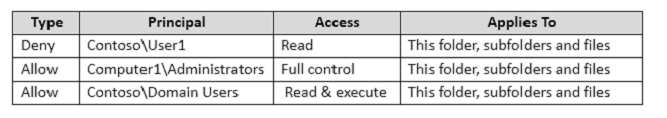 Type Principal Access Applies To
Deny Contoso\User1 Read This folder, subfolders and files
Allow Computer1\Administrators Full control This folder, subfolders and files
Allow Contoso\Domain Users Read & execute This folder, subfolders and files